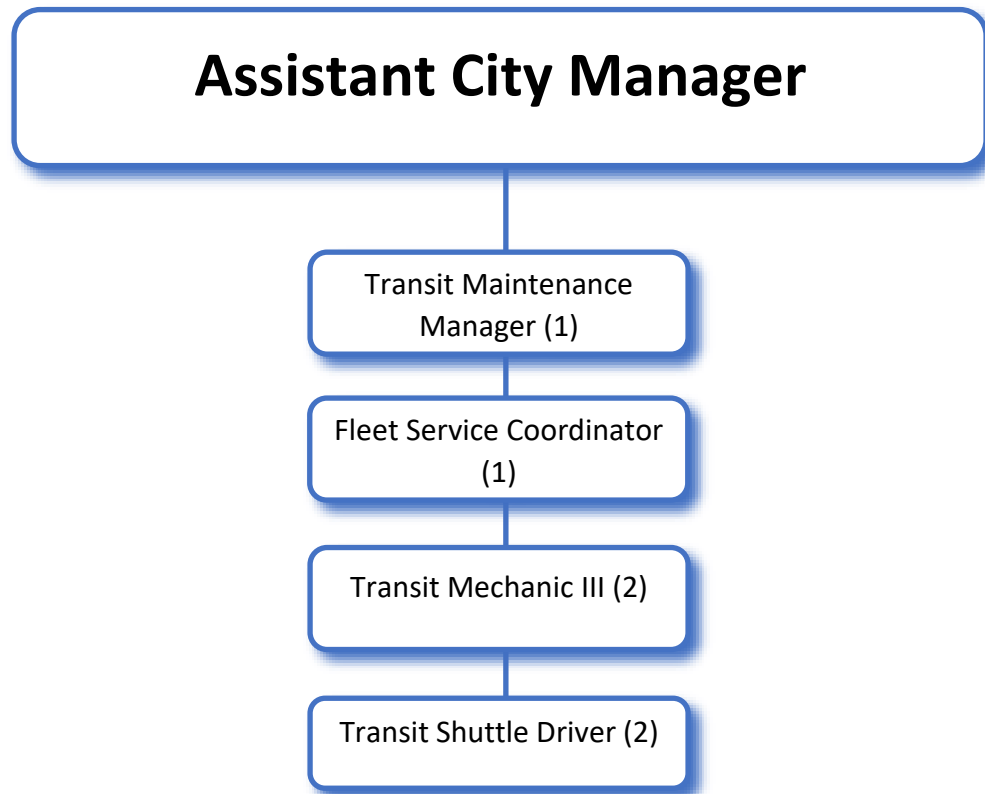 Assistant City Manager
Transit Maintenance
Manager (1)
Fleet Service Coordinator
(1)
Transit Mechanic III (2)
Transit Shuttle Driver (2)